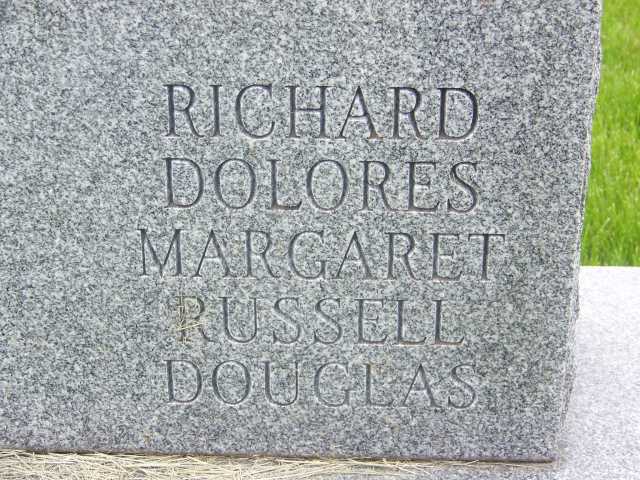 RICHARD
DOLORES
MARGARET
RUSSELL
DOUGLAS